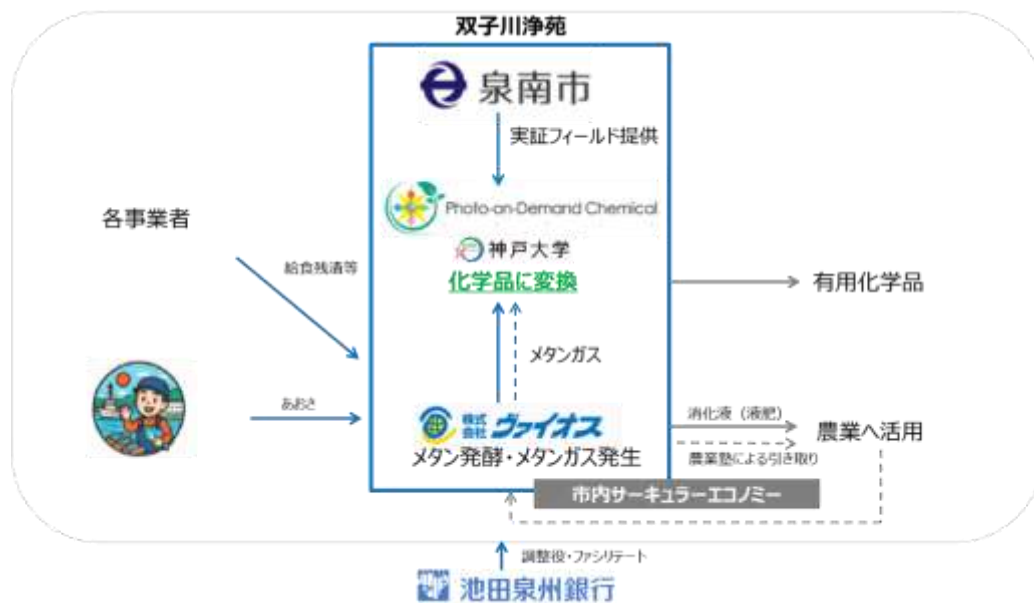 双子川浄苑
泉南市
実証フィールド提供
Photo-on-Demand Chemical
各事業者
神戸大学
給食残渣等
化学品に変換
有用化学品
メタンガス
あおさ
株式会社 ヴァイオス
消化液（液肥）
農業へ活用
メタン発酵・メタンガス発生
農業塾による引き取り
市内サーキュラーエコノミー
調整役・ファシリテート
池田泉州銀行